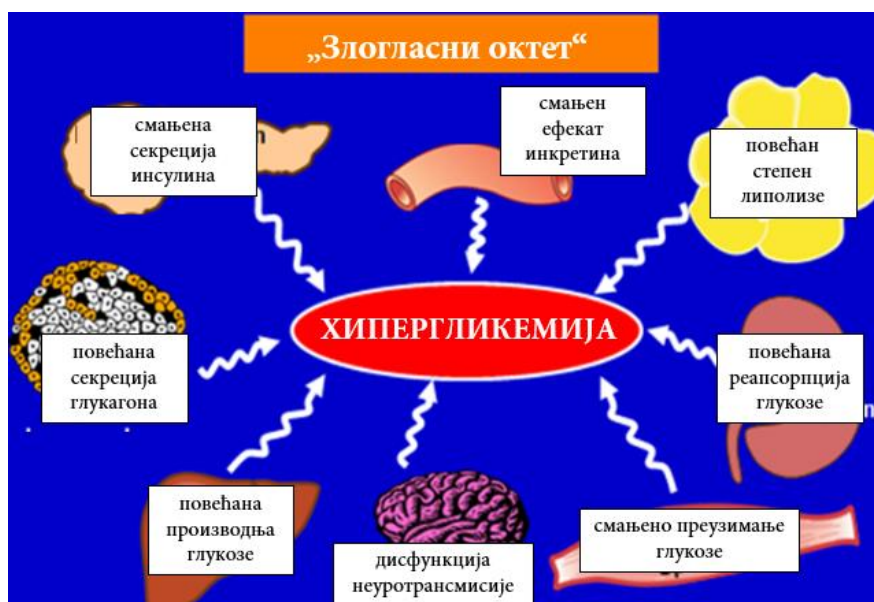 „Злогласни октет“
смањена
секреција
инсулина
смањен
ефекат
инкретина
повећан
степен
липолизе
повећана
секреција
глукагона
ХИПЕРГЛИКЕМИЈА
повећана
реапсорпција
глукозе
повећана
производња
глукозе
дисфункција
неуротрансмисије
смањено преузимање
глукозе